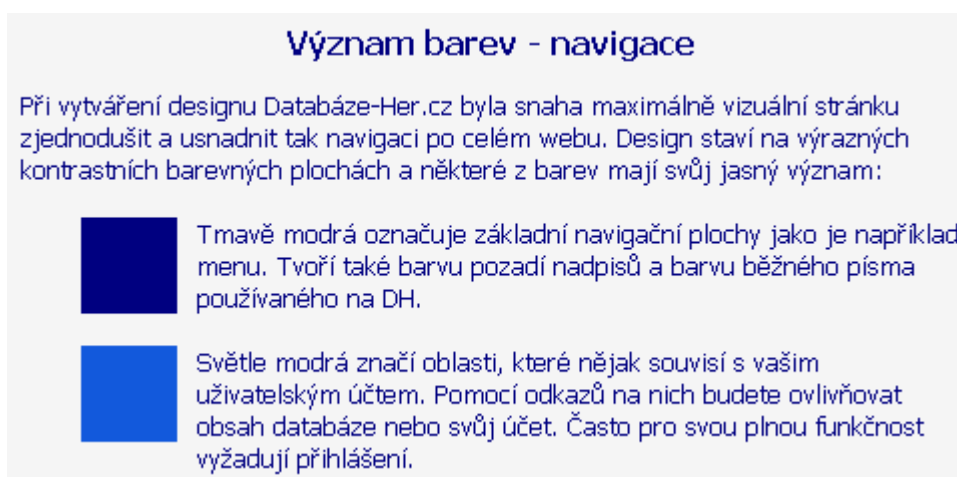 Význam barev - navigace
Při vytváření designu Databáze-Her.cz byla snaha maximálně vizuální stránku
zjednodušit a usnadnit tak navigaci po celém webu. Design staví na výrazných
kontrastních barevných plochách a některé z barev mají svůj jasný význam:
Tmavě modrá označuje základní navigační plochy jako je například
menu. Tvoří také barvu pozadí nadpisů a barvu běžného písma
používaného na DH.
Světle modrá značí oblasti, které nějak souvisí s vašim
uživatelským účtem. Pomocí odkazů na nich budete ovlivňovat
obsah databáze nebo svůj účet. Často pro svou plnou funkčnost
vyžadují přihlášení.